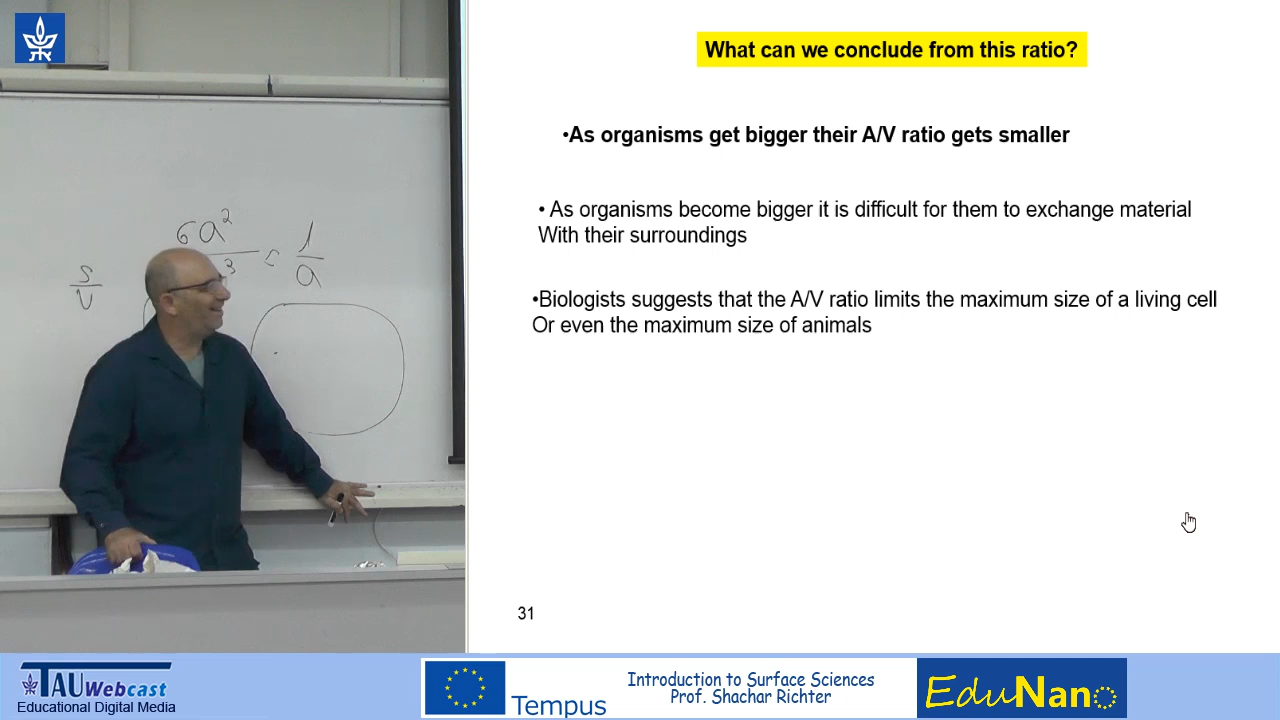 What can we conclude from this ratio?
•As organisms get bigger their A/V ratio gets smaller
• As organisms become bigger it is difficult for them to exchange material
With their surroundings
•Biologists suggests that the A/V ratio limits the maximum size of a living cell
Or even the maximum size of animals
31
S
V
6a²
3
1
a
TAU Webcast
Educational Digital Media
Tempus
Introduction to Surface Sciences
Prof. Shachar Richter
EduNano